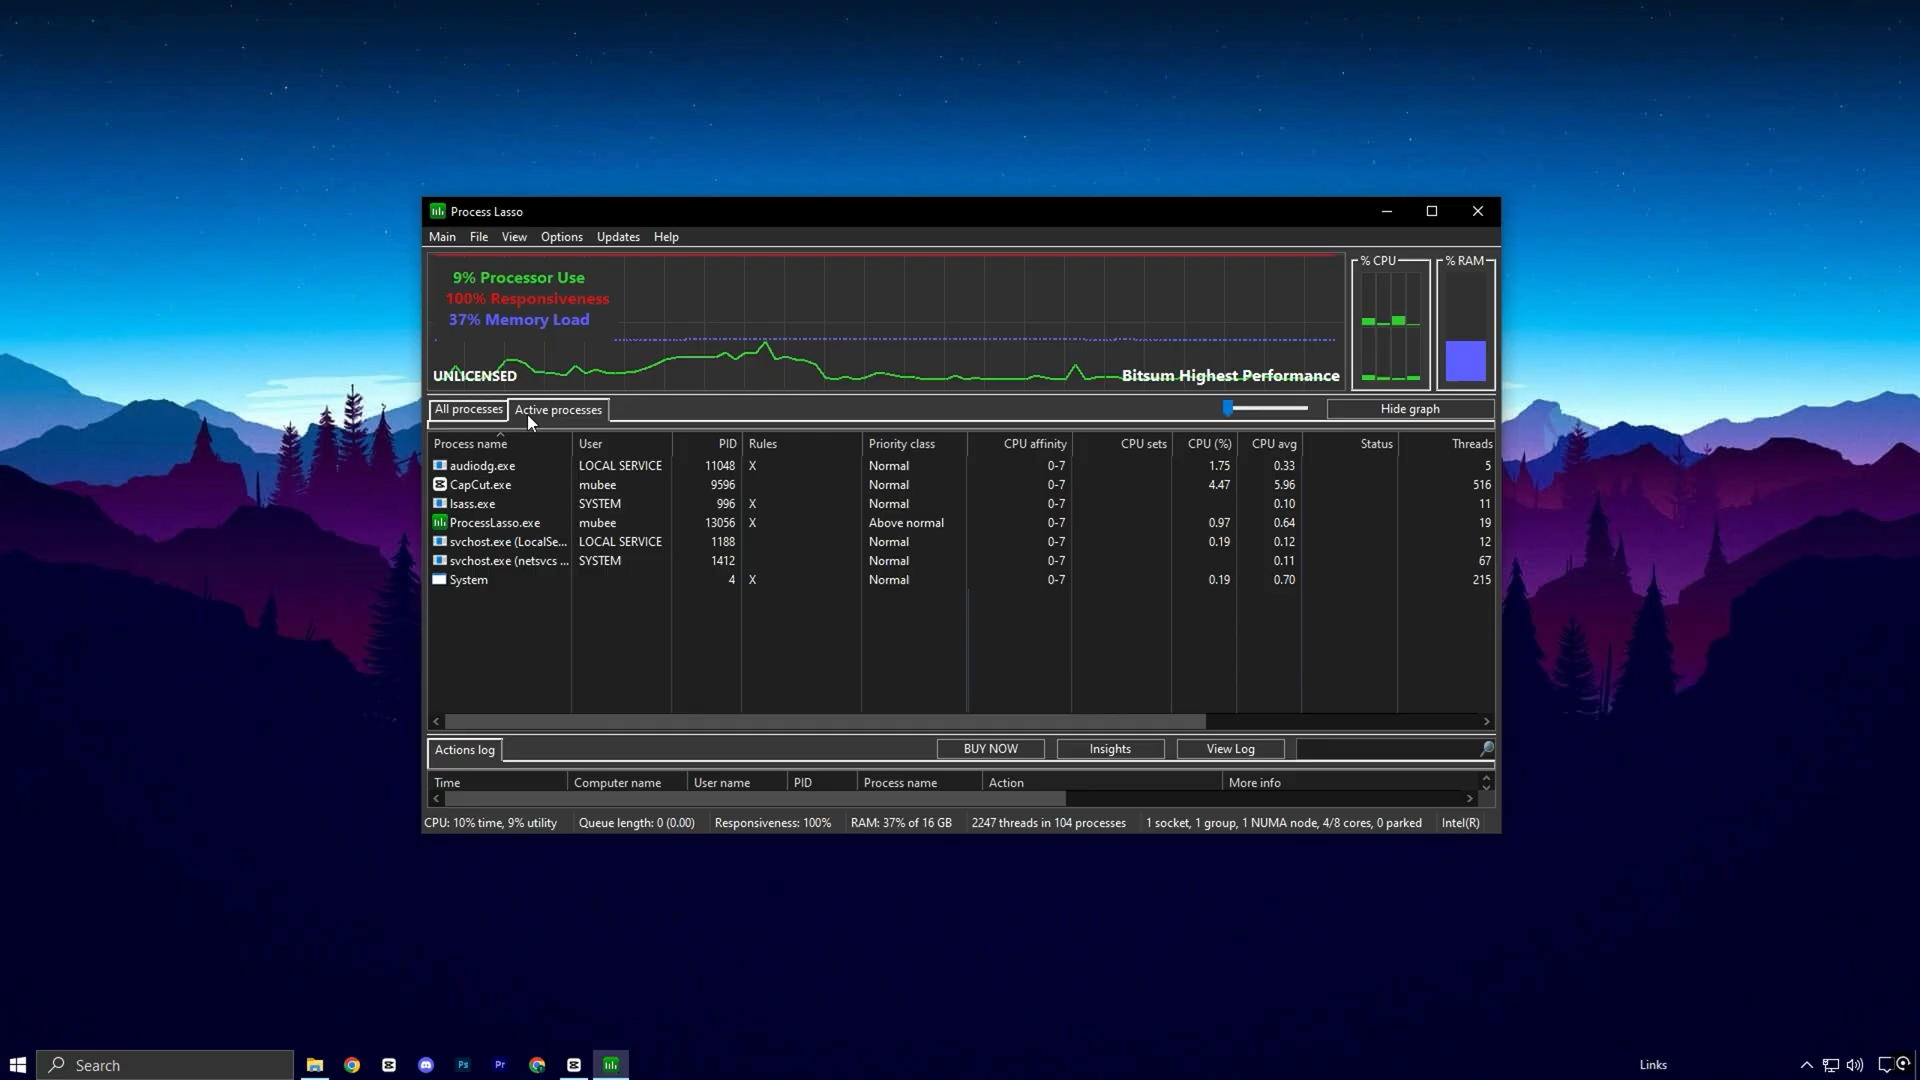 Process Lasso
Main File View Options Updates Help
9% Processor Use
100% Responsiveness
37% Memory Load
UNLICENSED
Bitsum Highest Performance
% CPU
% RAM
All processes Active processes Hide graph
Process name User PID Rules Priority class CPU affinity CPU sets CPU (%) CPU avg Status Threads
audiodg.exe LOCAL SERVICE 11048 X Normal 0-7 1.75 0.33 5
CapCut.exe mubee 9596 Normal 0-7 4.47 5.96 516
lsass.exe SYSTEM 996 X Normal 0-7 0.10 11
ProcessLasso.exe mubee 13056 X Above normal 0-7 0.97 0.64 19
svchost.exe (LocalSe... LOCAL SERVICE 1188 Normal 0-7 0.19 0.12 12
svchost.exe (netsvcs ... SYSTEM 1412 Normal 0-7 0.11 67
System 4 X Normal 0-7 0.19 0.70 215
Actions log BUY NOW Insights View Log
Time Computer name User name PID Process name Action More info
CPU: 10% time, 9% utility Queue length: 0 (0.00) Responsiveness: 100% RAM: 37% of 16 GB 2247 threads in 104 processes 1 socket, 1 group, 1 NUMA node, 4/8 cores, 0 parked Intel(R)
Search Ps Pr Links